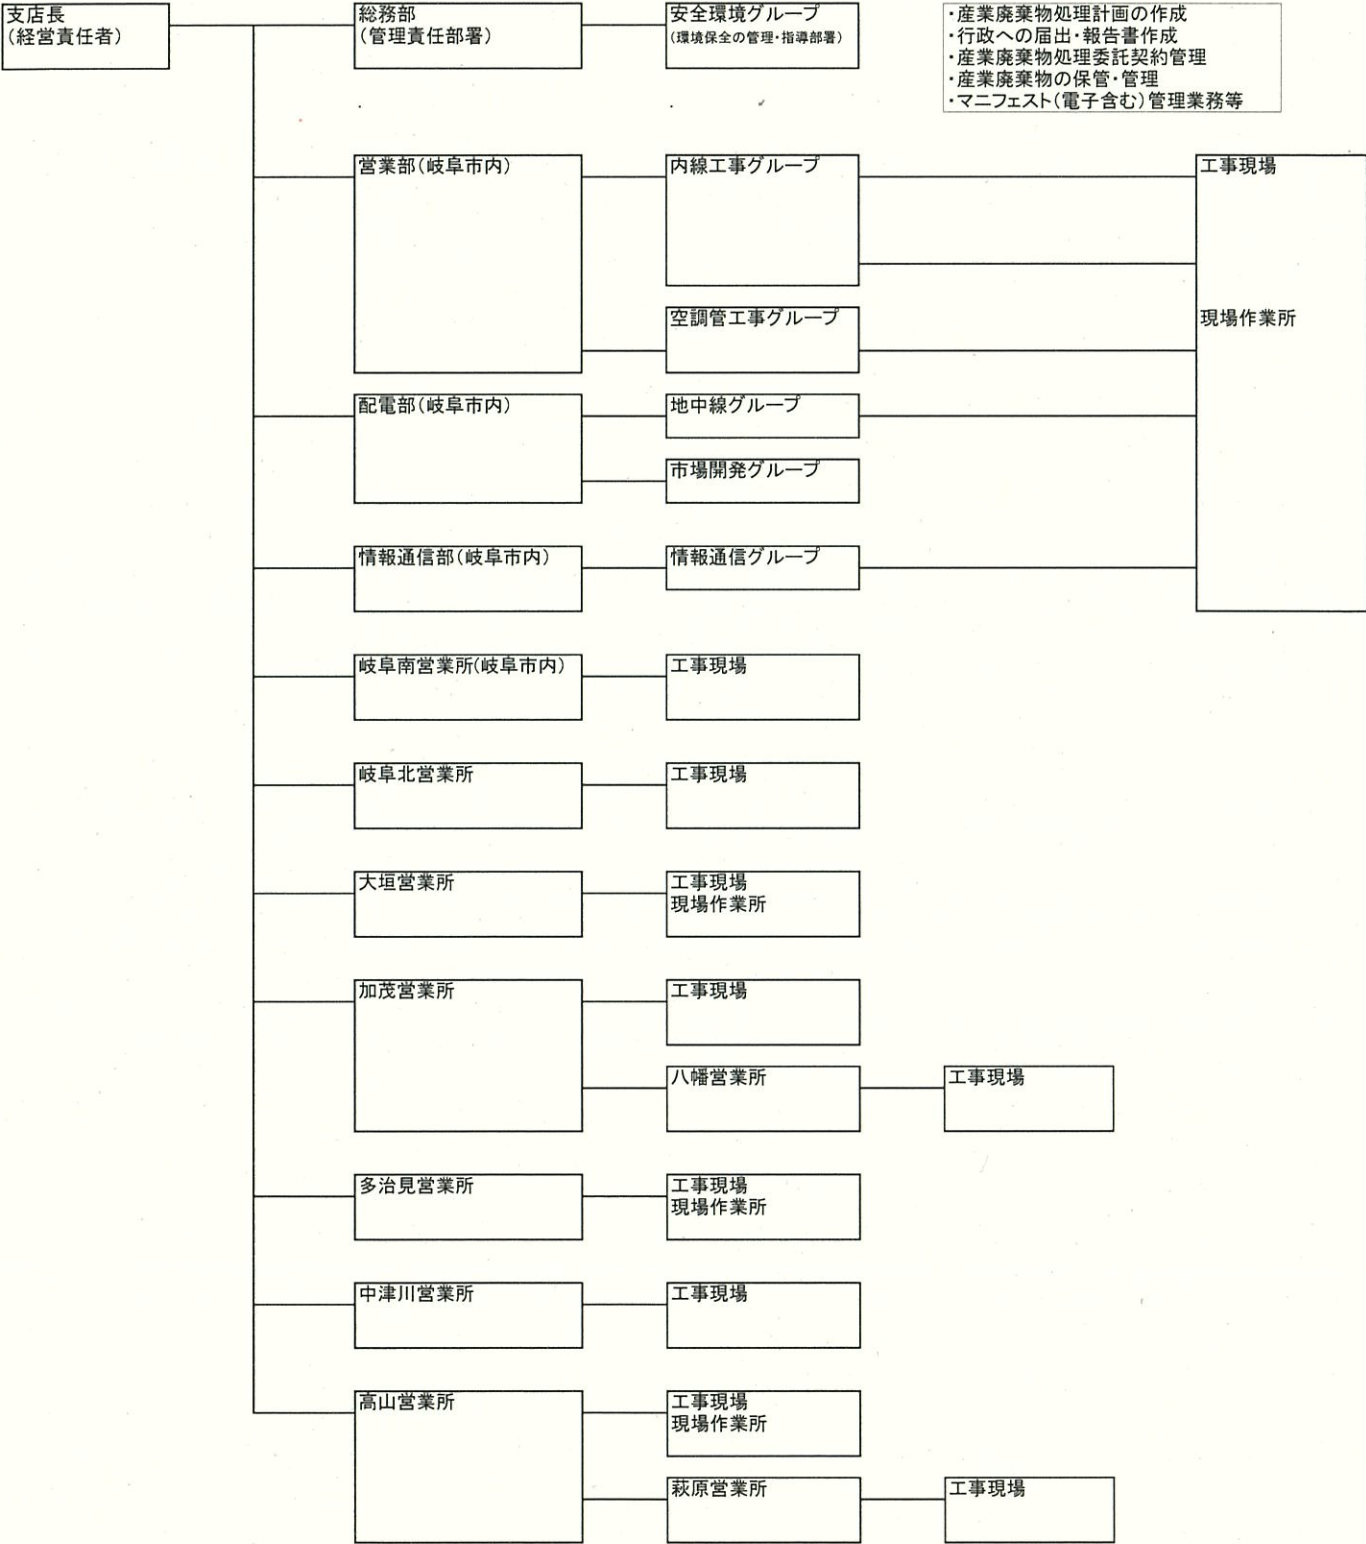 支店長
(経営責任者)
総務部
(管理責任部署)
安全環境グループ
(環境保全の管理・指導部署)
・産業廃棄物処理計画の作成
・行政への届出・報告書作成
・産業廃棄物処理委託契約管理
・産業廃棄物の保管・管理
・マニフェスト(電子含む)管理業務等
営業部(岐阜市内)
内線工事グループ
工事現場
空調管工事グループ
現場作業所
配電部(岐阜市内)
地中線グループ
市場開発グループ
情報通信部(岐阜市内)
情報通信グループ
岐阜南営業所(岐阜市内)
工事現場
岐阜北営業所
工事現場
大垣営業所
工事現場
現場作業所
加茂営業所
工事現場
八幡営業所
工事現場
多治見営業所
工事現場
現場作業所
中津川営業所
工事現場
高山営業所
工事現場
現場作業所
萩原営業所
工事現場